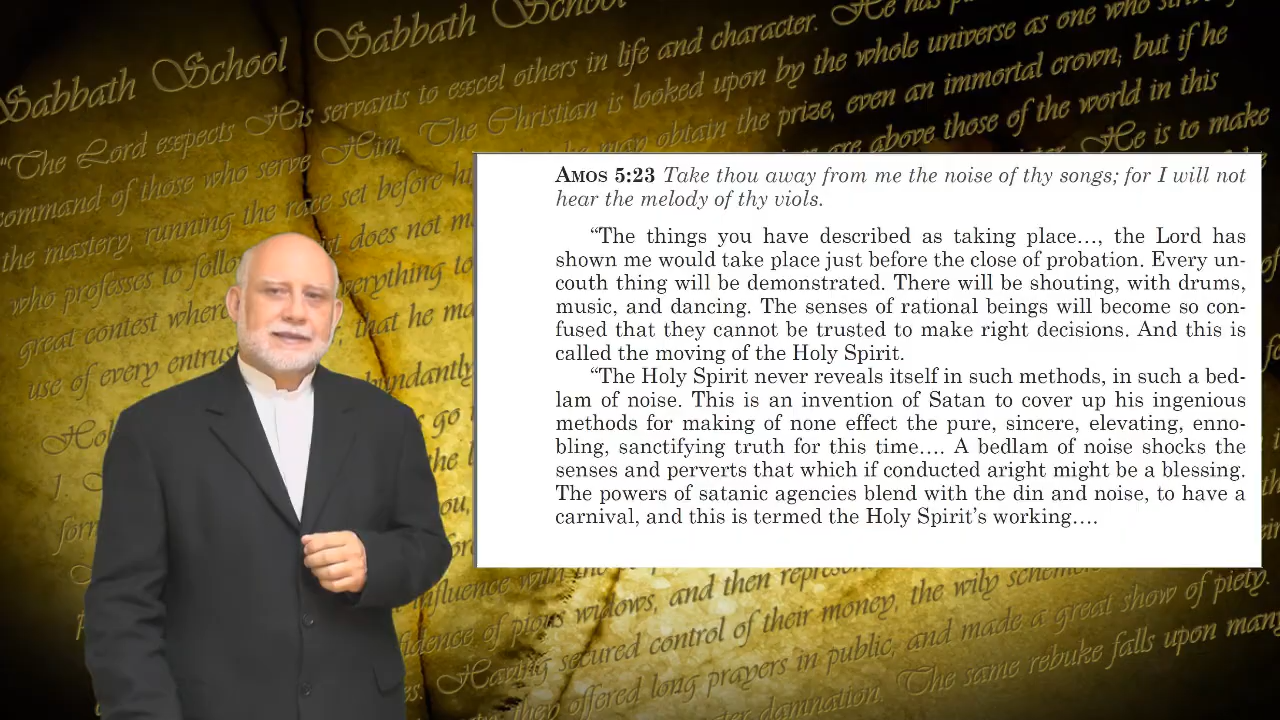 Sabbath School Sabbath School
"The Lord expects His servants to excel others in life and character. He has
command of those who serve Him. The Christian is looked upon by the whole universe as one who
the mastery, running the race set before
may obtain the prize, even an immortal crown; but if he
are above those of the world in this
He is to make
AMOS 5:23 Take thou away from me the noise of thy songs; for I will not
hear the melody of thy viols.
“The things you have described as taking place…, the Lord has
shown me would take place just before the close of probation. Every un-
couth thing will be demonstrated. There will be shouting, with drums,
music, and dancing. The senses of rational beings will become so con-
fused that they cannot be trusted to make right decisions. And this is
called the moving of the Holy Spirit.
“The Holy Spirit never reveals itself in such methods, in such a bed-
lam of noise. This is an invention of Satan to cover up his ingenious
methods for making of none effect the pure, sincere, elevating, enno-
bling, sanctifying truth for this time…. A bedlam of noise shocks the
senses and perverts that which if conducted aright might be a blessing.
The powers of satanic agencies blend with the din and noise, to have a
carnival, and this is termed the Holy Spirit’s working….
who professes to
does not
great contest
everything to
that he
use of every
influence with
of pious widows, and then
Having secured control of their money, the wily
they offered long prayers in public, and made a great show of piety.
damnation. The same rebuke falls upon many